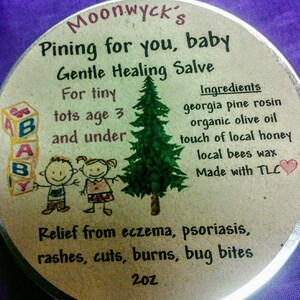 Moonwyck's
Pining for you, baby
Gentle Healing Salve
For tiny
tots age 3
and under
Ingredients
georgia pine rosin
organic olive oil
touch of local honey
local bees wax
Made with TLC
BABY
Relief from eczema, psoriasis,
rashes, cuts, burns, bug bites
2oz